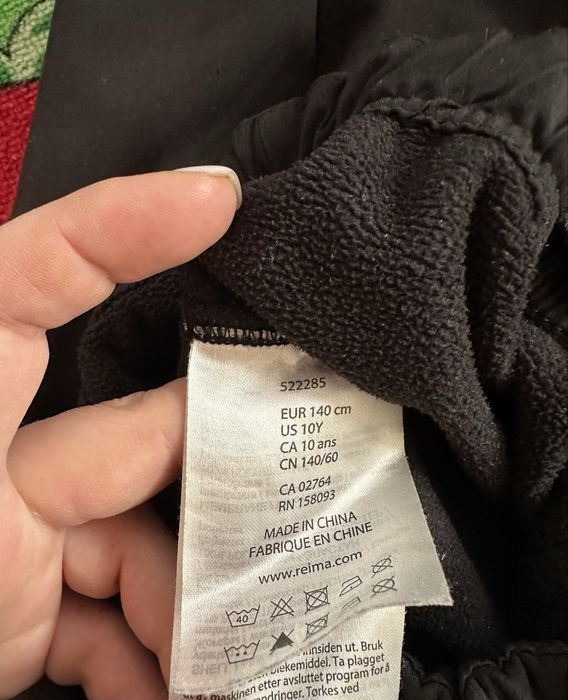 522285
EUR 140 cm
US 10Y
CA 10 ans
CN 140/60
CA 02764
RN 158093
MADE IN CHINA
FABRIQUE EN CHINE
www.reima.com
40
innsiden ut. Bruk
blekemiddel. Ta plagget
maskinen etter avsluttet program for å
Tørkes ved